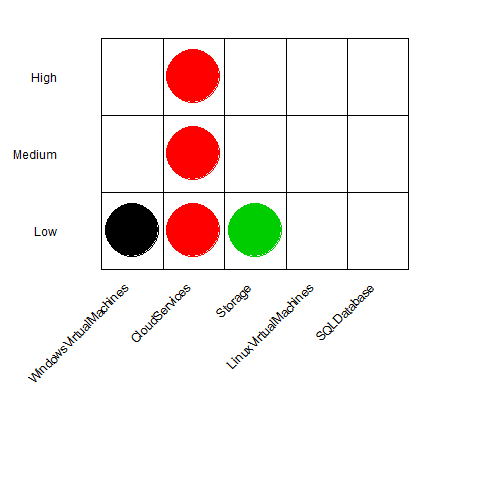 High
Medium
Low
WindowsVirtualMachines
CloudServices
Storage
LinuxVirtualMachines
SQLDatabase